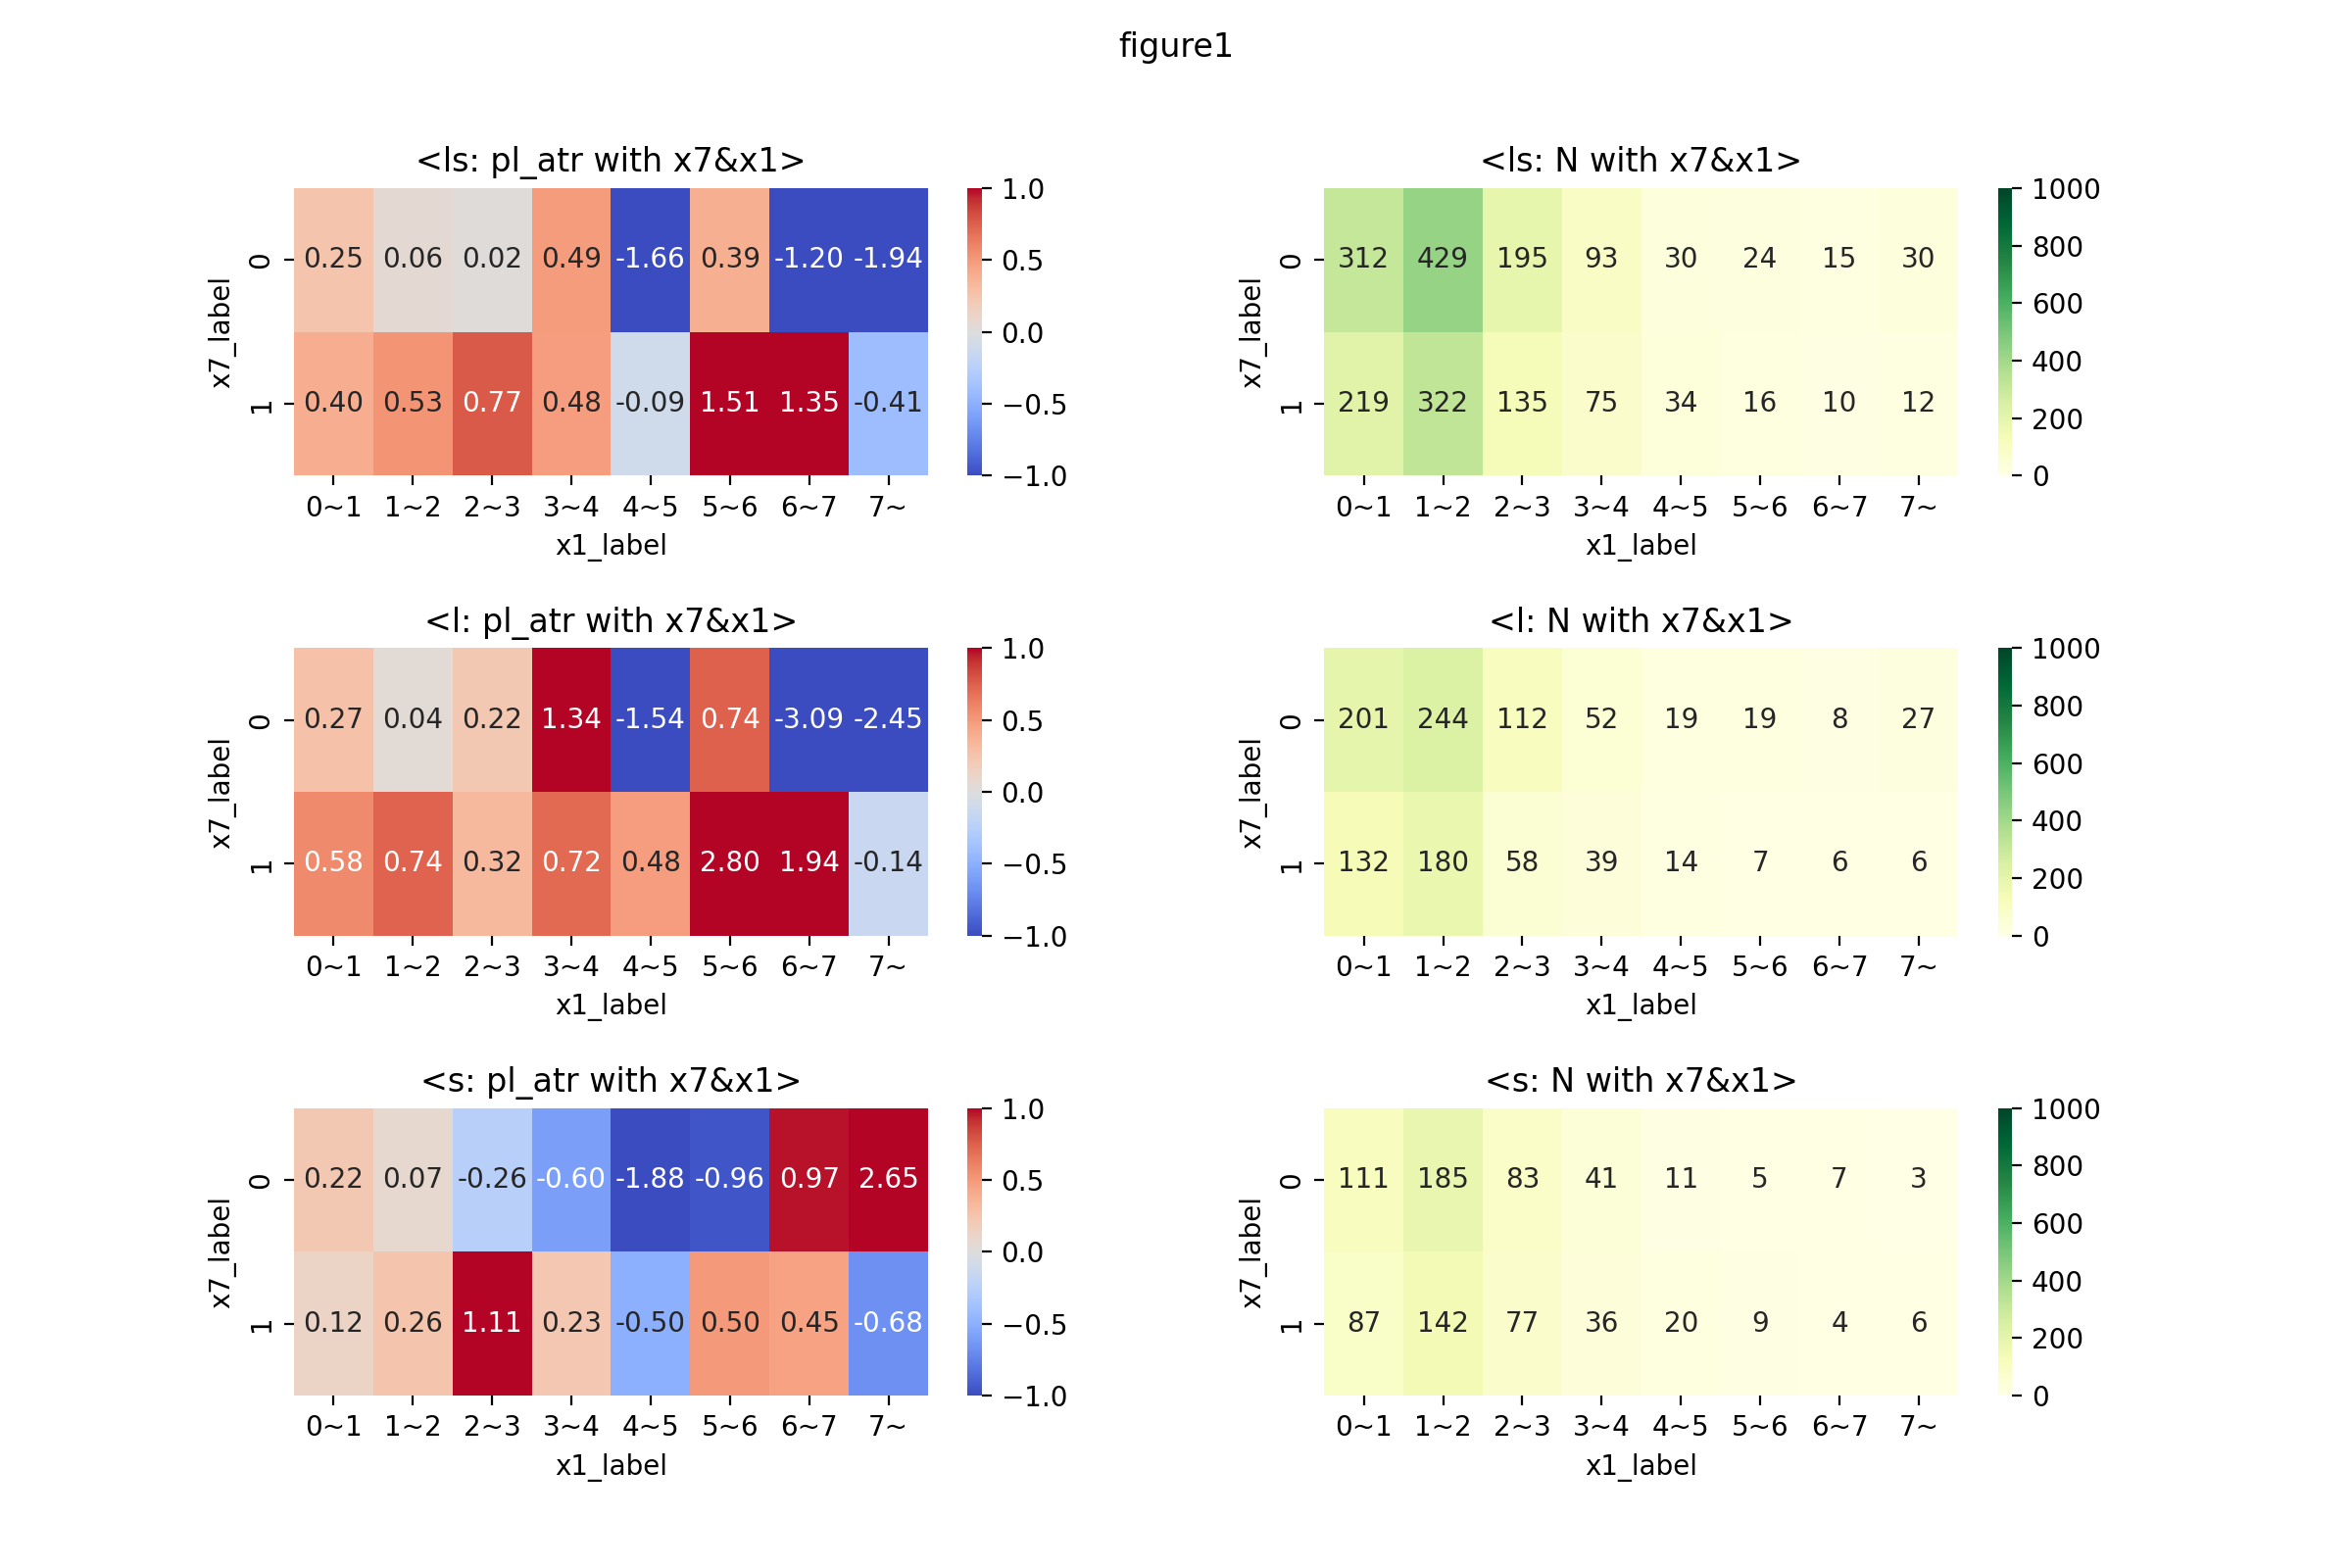 figure1
<ls: pl_atr with x7&x1>
1.0
0.5
0.0
−0.5
−1.0
x7_label
0
0.25 0.06 0.02 0.49 -1.66 0.39 -1.20 -1.94
1
0.40 0.53 0.77 0.48 -0.09 1.51 1.35 -0.41
0~1 1~2 2~3 3~4 4~5 5~6 6~7 7~
x1_label
<ls: N with x7&x1>
1000
800
600
400
200
0
x7_label
0
312 429 195 93 30 24 15 30
1
219 322 135 75 34 16 10 12
0~1 1~2 2~3 3~4 4~5 5~6 6~7 7~
x1_label
<l: pl_atr with x7&x1>
1.0
0.5
0.0
−0.5
−1.0
x7_label
0
0.27 0.04 0.22 1.34 -1.54 0.74 -3.09 -2.45
1
0.58 0.74 0.32 0.72 0.48 2.80 1.94 -0.14
0~1 1~2 2~3 3~4 4~5 5~6 6~7 7~
x1_label
<l: N with x7&x1>
1000
800
600
400
200
0
x7_label
0
201 244 112 52 19 19 8 27
1
132 180 58 39 14 7 6 6
0~1 1~2 2~3 3~4 4~5 5~6 6~7 7~
x1_label
<s: pl_atr with x7&x1>
1.0
0.5
0.0
−0.5
−1.0
x7_label
0
0.22 0.07 -0.26 -0.60 -1.88 -0.96 0.97 2.65
1
0.12 0.26 1.11 0.23 -0.50 0.50 0.45 -0.68
0~1 1~2 2~3 3~4 4~5 5~6 6~7 7~
x1_label
<s: N with x7&x1>
1000
800
600
400
200
0
x7_label
0
111 185 83 41 11 5 7 3
1
87 142 77 36 20 9 4 6
0~1 1~2 2~3 3~4 4~5 5~6 6~7 7~
x1_label